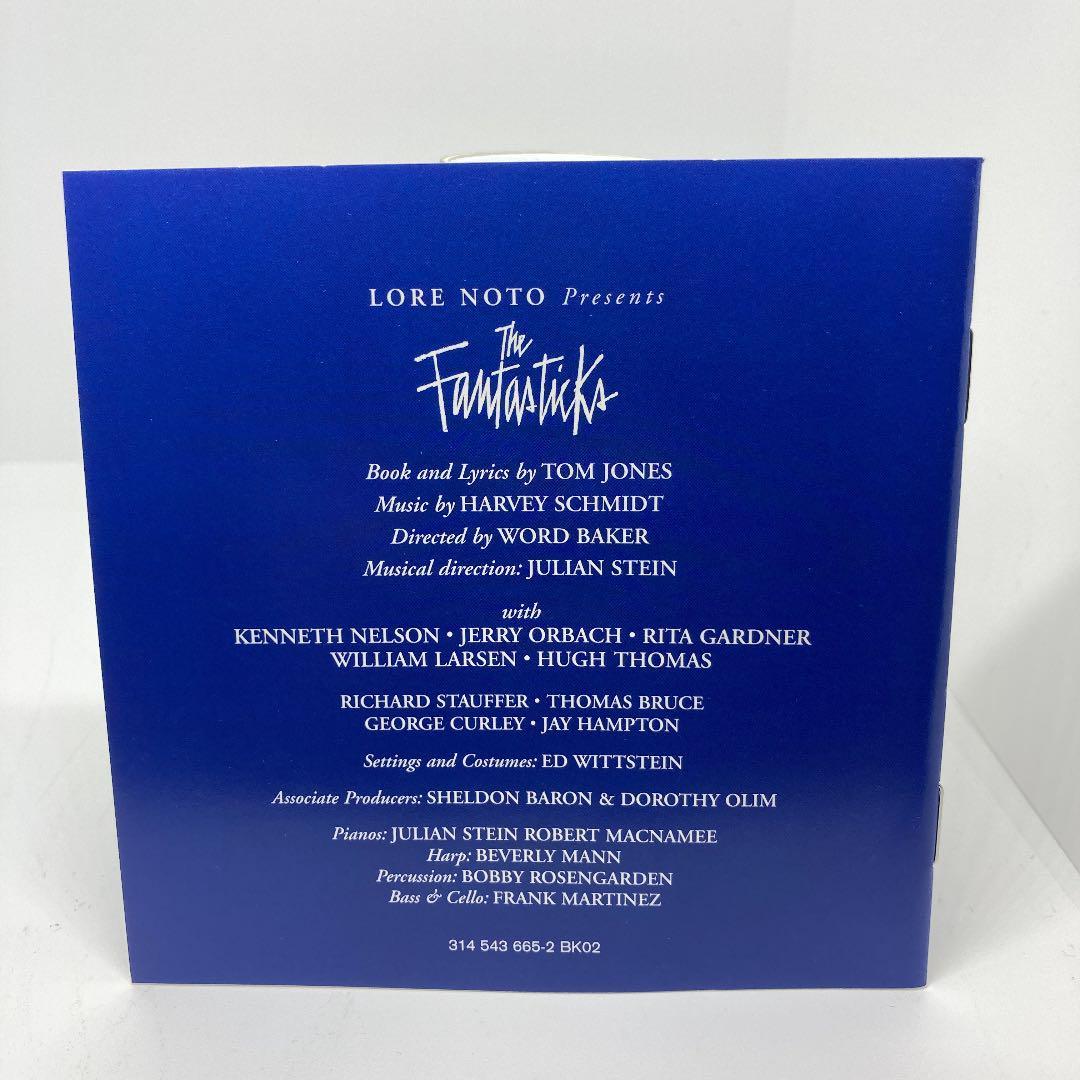 LORE NOTO Presents
The
Fantasticks
Book and Lyrics by TOM JONES
Music by HARVEY SCHMIDT
Directed by WORD BAKER
Musical direction: JULIAN STEIN
with
KENNETH NELSON • JERRY ORBACH • RITA GARDNER
WILLIAM LARSEN • HUGH THOMAS
RICHARD STAUFFER • THOMAS BRUCE
GEORGE CURLEY • JAY HAMPTON
Settings and Costumes: ED WITTSTEIN
Associate Producers: SHELDON BARON & DOROTHY OLIM
Pianos: JULIAN STEIN ROBERT MACNAMEE
Harp: BEVERLY MANN
Percussion: BOBBY ROSENGARDEN
Bass & Cello: FRANK MARTINEZ
314 543 665-2 BK02